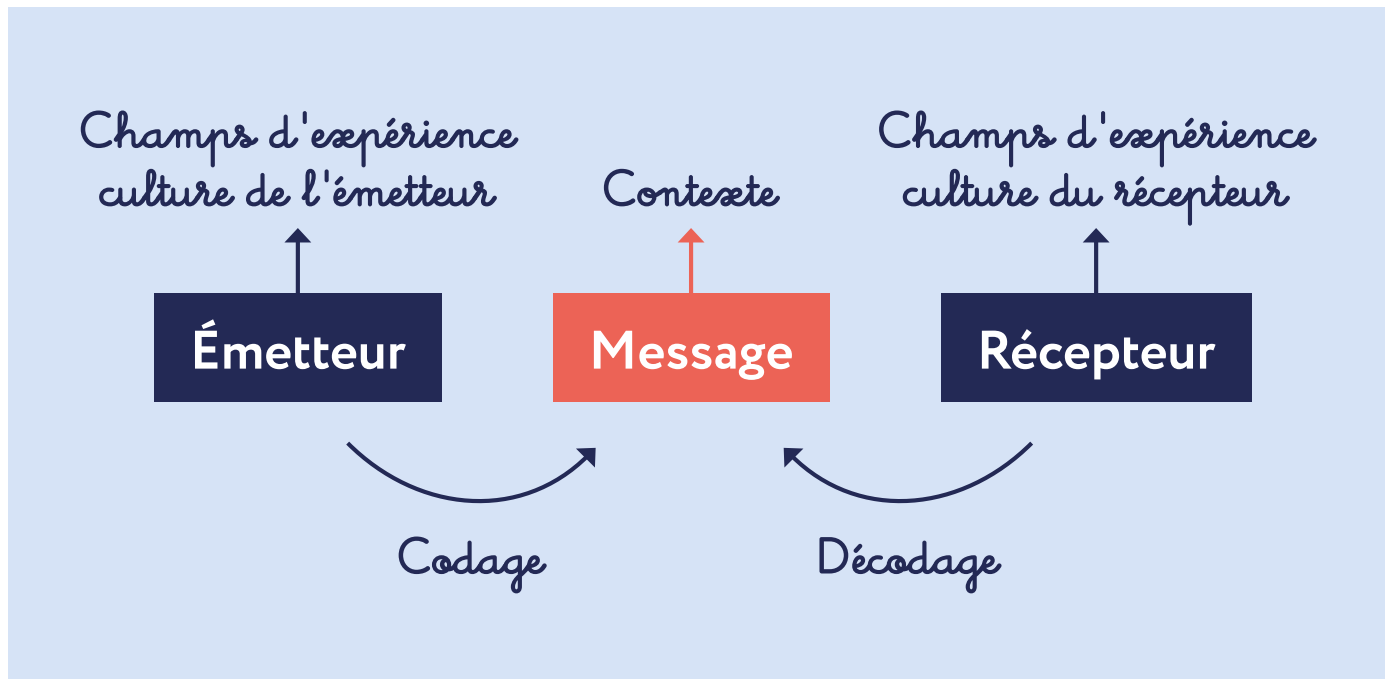 Champs d'expérience
culture de l'émetteur
Contexte
Champs d'expérience
culture du récepteur
Émetteur
Message
Récepteur
Codage
Décodage